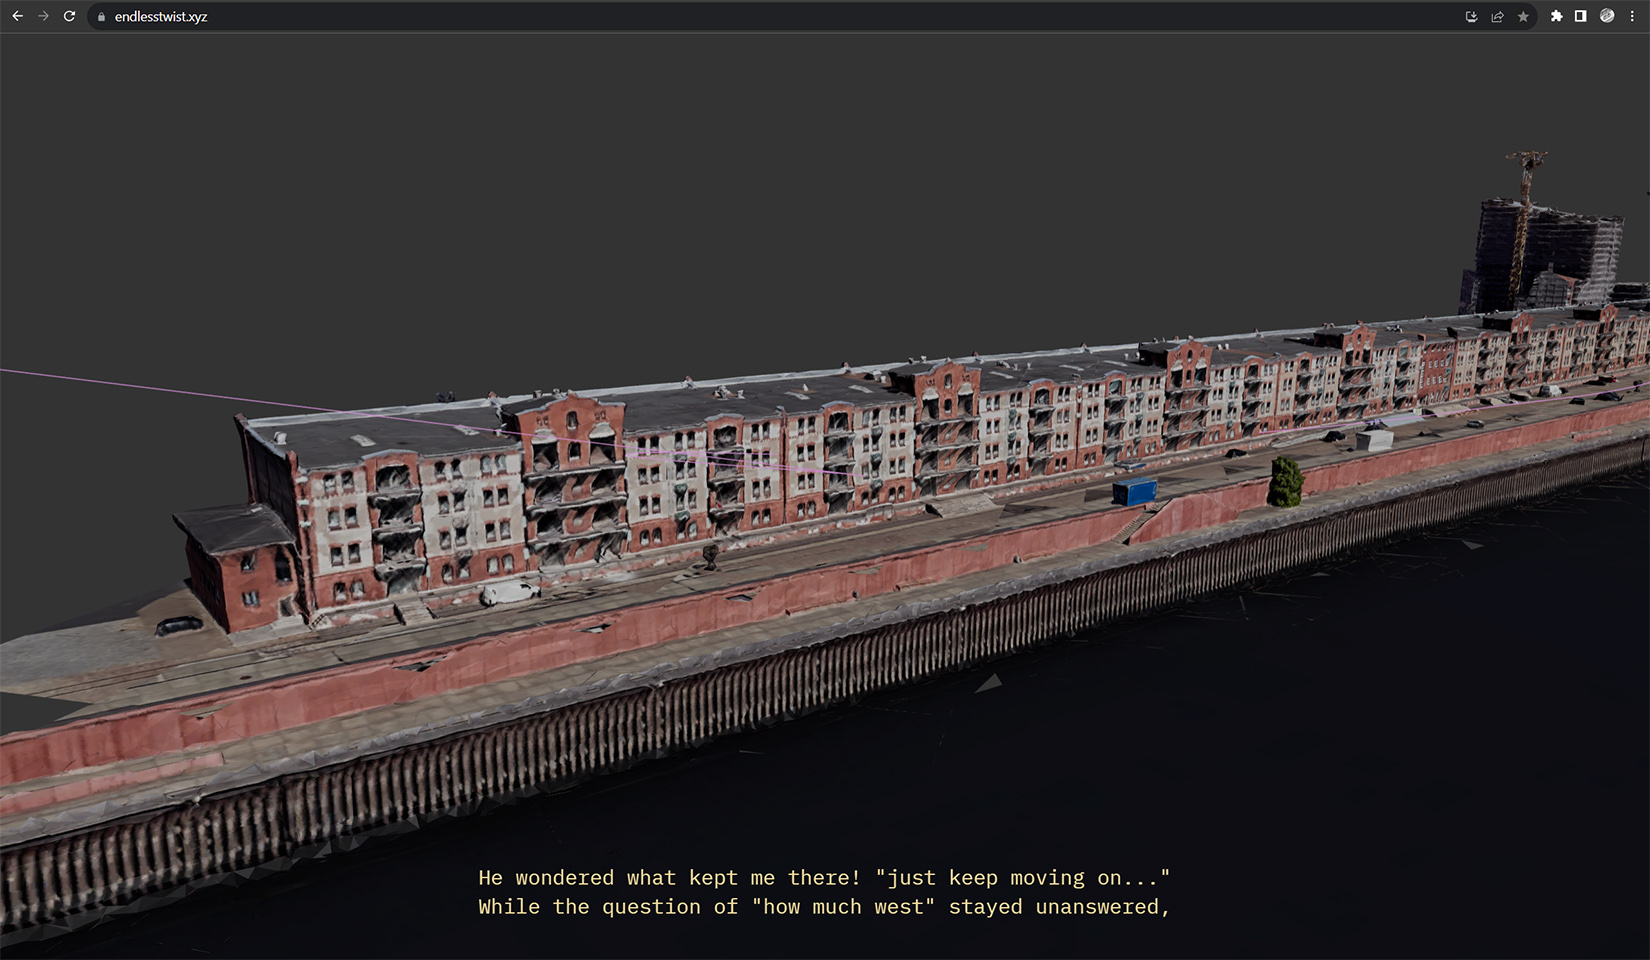 endlesstwist.xyz
He wondered what kept me there! "just keep moving on..."
While the question of "how much west" stayed unanswered,